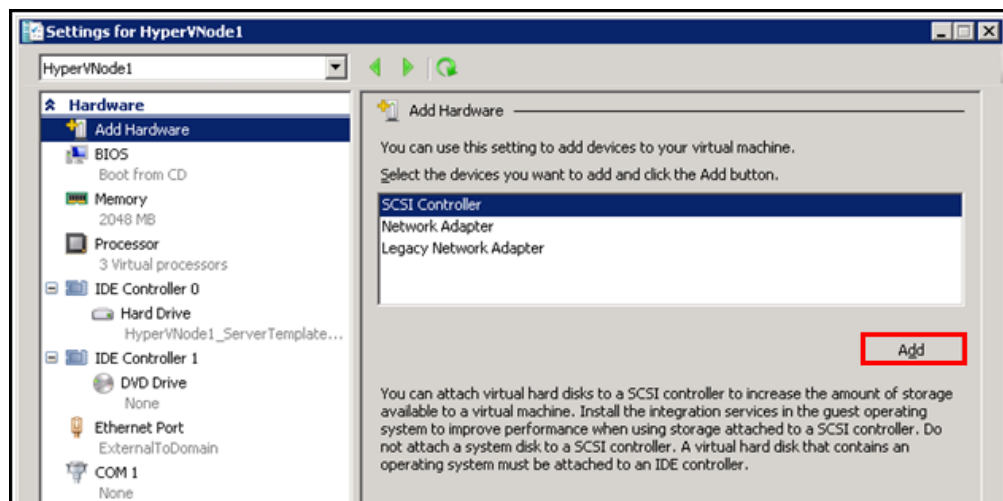 Settings for HyperVNode1
HyperVNode1
Hardware
Add Hardware
BIOS
Boot from CD
Memory
2048 MB
Processor
3 Virtual processors
IDE Controller 0
Hard Drive
HyperVNode1_ServerTemplate...
IDE Controller 1
DVD Drive
None
Ethernet Port
ExternalToDomain
COM 1
None
Add Hardware
You can use this setting to add devices to your virtual machine.
Select the devices you want to add and click the Add button.
SCSI Controller
Network Adapter
Legacy Network Adapter
Add
You can attach virtual hard disks to a SCSI controller to increase the amount of storage
available to a virtual machine. Install the integration services in the guest operating
system to improve performance when using storage attached to a SCSI controller. Do
not attach a system disk to a SCSI controller. A virtual hard disk that contains an
operating system must be attached to an IDE controller.